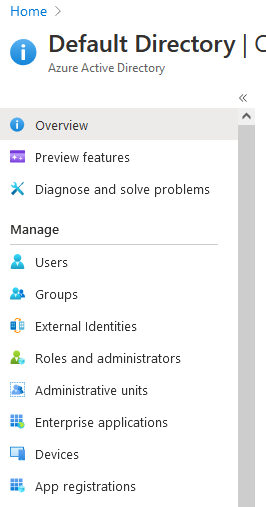 Home
Default Directory |
Azure Active Directory
Overview
Preview features
Diagnose and solve problems
Manage
Users
Groups
External Identities
Roles and administrators
Administrative units
Enterprise applications
Devices
App registrations